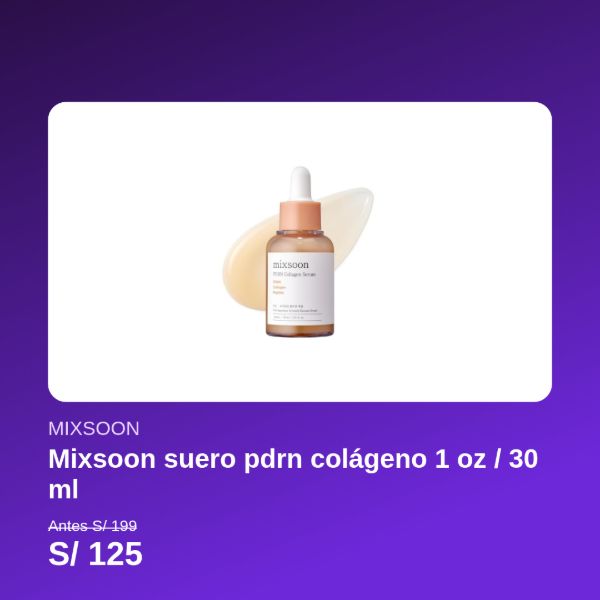 mixsoon
PDRN Collagen Serum
MIXSOON
Mixsoon suero pdrn colágeno 1 oz / 30
ml
Antes S/ 199
S/ 125